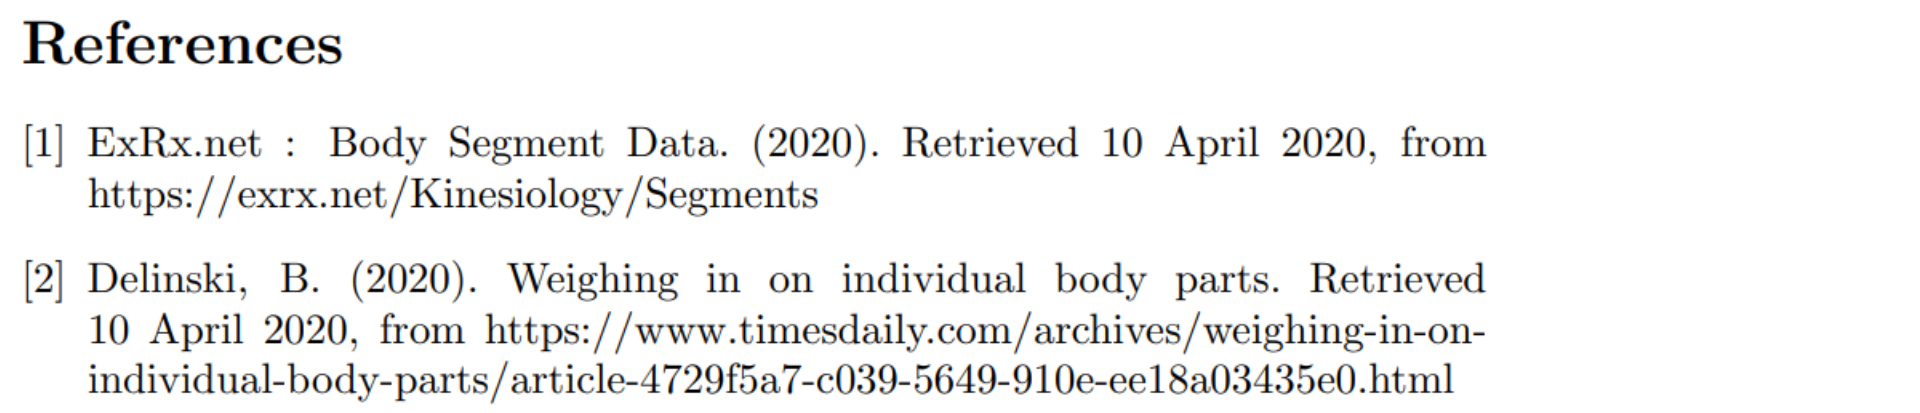 References
[1] ExRx.net : Body Segment Data. (2020). Retrieved 10 April 2020, from
https://exrx.net/Kinesiology/Segments
[2] Delinski, B. (2020). Weighing in on individual body parts. Retrieved
10 April 2020, from https://www.timesdaily.com/archives/weighing-in-on-
individual-body-parts/article-4729f5a7-c039-5649-910e-ee18a03435e0.html